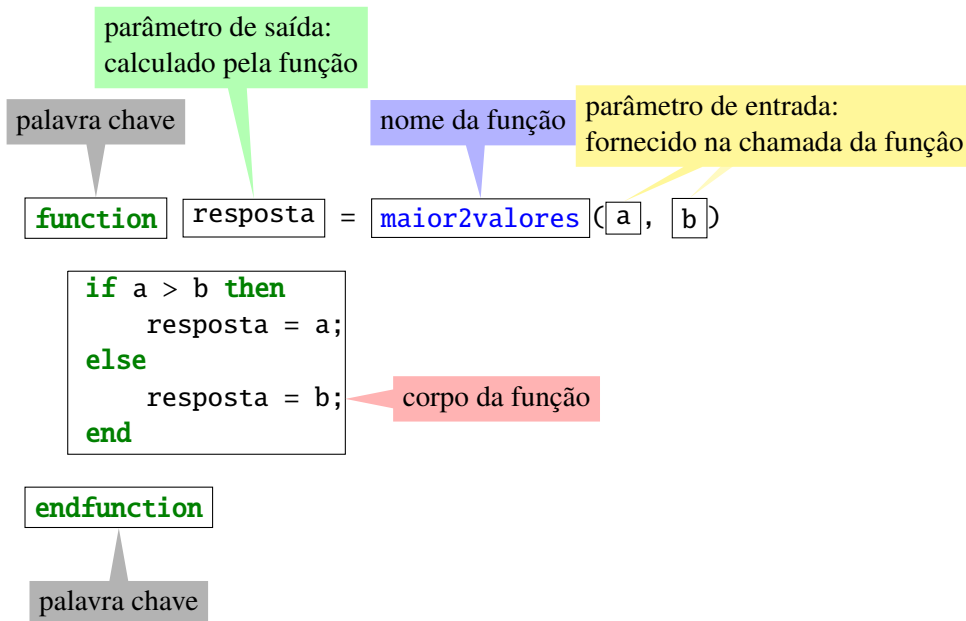 parâmetro de saída:
calculado pela função
palavra chave
nome da função
parâmetro de entrada:
fornecido na chamada da funçâo
function resposta = maior2valores(a, b)
if a > b then
resposta = a;
else
resposta = b;
end
corpo da função
endfunction
palavra chave